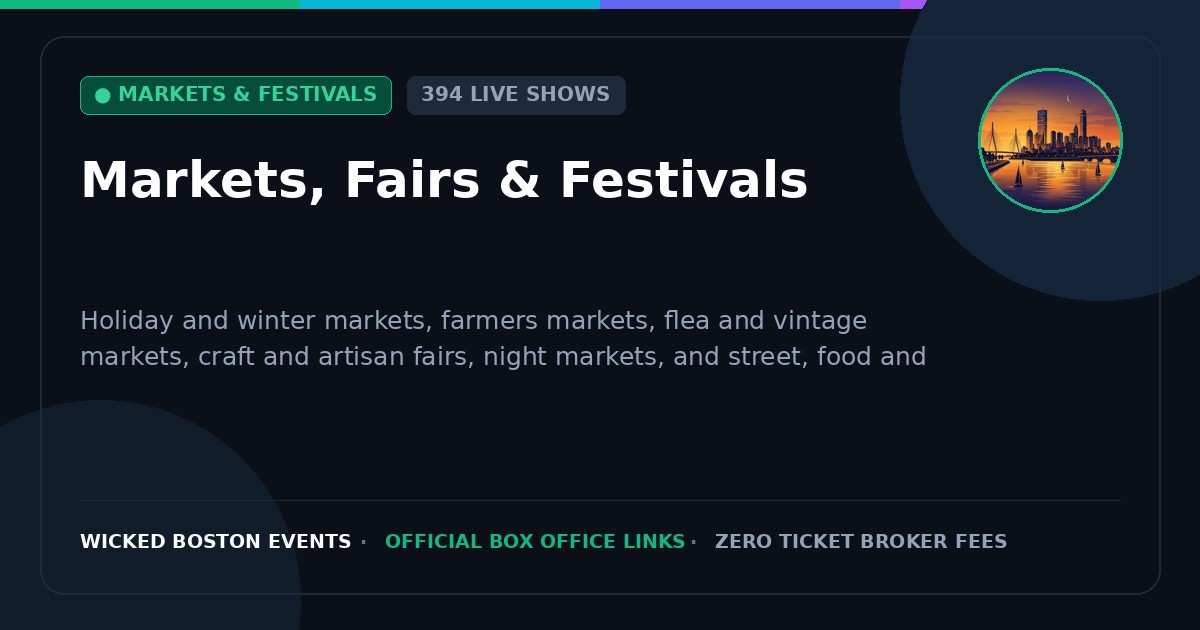 MARKETS & FESTIVALS
394 LIVE SHOWS
Markets, Fairs & Festivals
Holiday and winter markets, farmers markets, flea and vintage
markets, craft and artisan fairs, night markets, and street, food and
WICKED BOSTON EVENTS · OFFICIAL BOX OFFICE LINKS · ZERO TICKET BROKER FEES